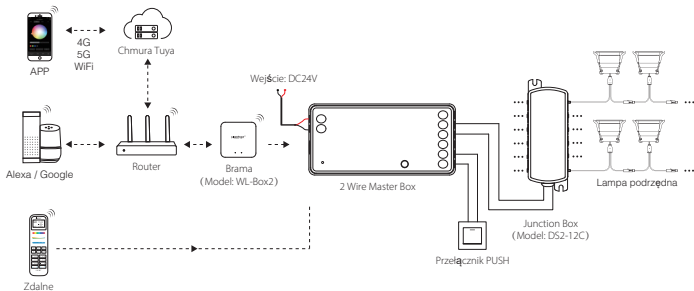 APP
4G
5G
WiFi
Chmura Tuya
Alexa / Google
Router
Brama
(Model: WL-Box2)
Wejście: DC24V
2 Wire Master Box
Przełącznik PUSH
Junction Box
(Model: DS2-12C)
Lampa podrzędna
Zdalne